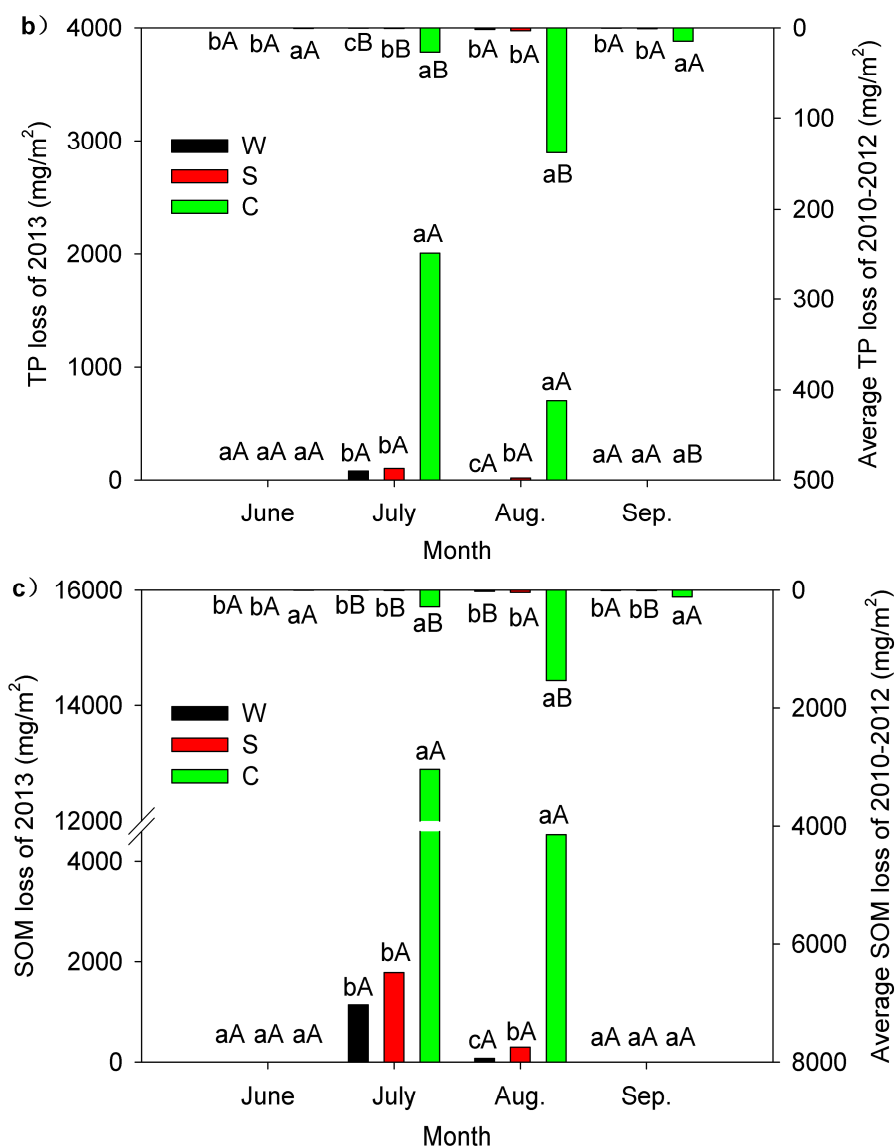 b）
4000
3000
2000
1000
0
TP loss of 2013 (mg/m²)
0
100
200
300
400
500
Average TP loss of 2010-2012 (mg/m²)
bA bA aA cB bB aB bA bA aB bA bA aA
W
S
C
aA aA aA bA bA aA cA bA aA aA aA aB
June July Aug. Sep.
Month
c）
16000
14000
12000
4000
2000
0
SOM loss of 2013 (mg/m²)
0
2000
4000
6000
8000
Average SOM loss of 2010-2012 (mg/m²)
bA bA aA bB bB aB bB bA aB bA bB aA
W
S
C
aA aA aA bA bA aA cA bA aA aA aA aA
June July Aug. Sep.
Month